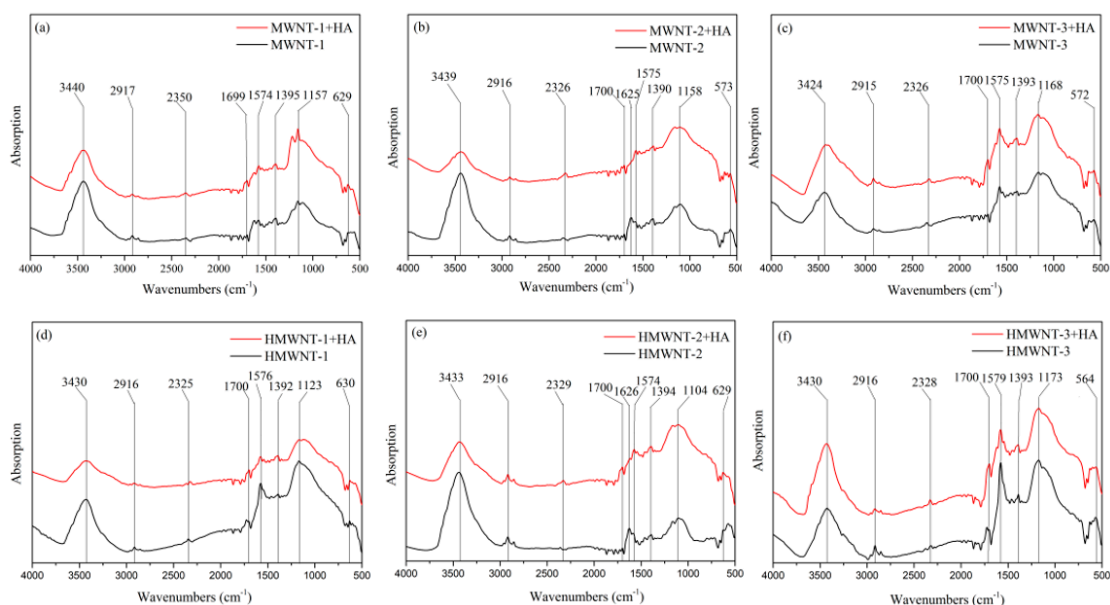 (a)
MWNT-1+HA
MWNT-1
3440
2917
2350
1699
1574
1395
1157
629
Absorption
4000 3500 3000 2500 2000 1500 1000 500
Wavenumbers (cm⁻¹)
(b)
MWNT-2+HA
MWNT-2
3439
2916
2326
1700
1625
1575
1390
1158
573
Absorption
4000 3500 3000 2500 2000 1500 1000 500
Wavenumbers (cm⁻¹)
(c)
MWNT-3+HA
MWNT-3
3424
2915
2326
1700
1575
1393
1168
572
Absorption
4000 3500 3000 2500 2000 1500 1000 500
Wavenumbers (cm⁻¹)
(d)
HMWNT-1+HA
HMWNT-1
3430
2916
2325
1700
1576
1392
1123
630
Absorption
4000 3500 3000 2500 2000 1500 1000 500
Wavenumbers (cm⁻¹)
(e)
HMWNT-2+HA
HMWNT-2
3433
2916
2329
1700
1626
1574
1394
1104
629
Absorption
4000 3500 3000 2500 2000 1500 1000 500
Wavenumbers (cm⁻¹)
(f)
HMWNT-3+HA
HMWNT-3
3430
2916
2328
1700
1579
1393
1173
564
Absorption
4000 3500 3000 2500 2000 1500 1000 500
Wavenumbers (cm⁻¹)